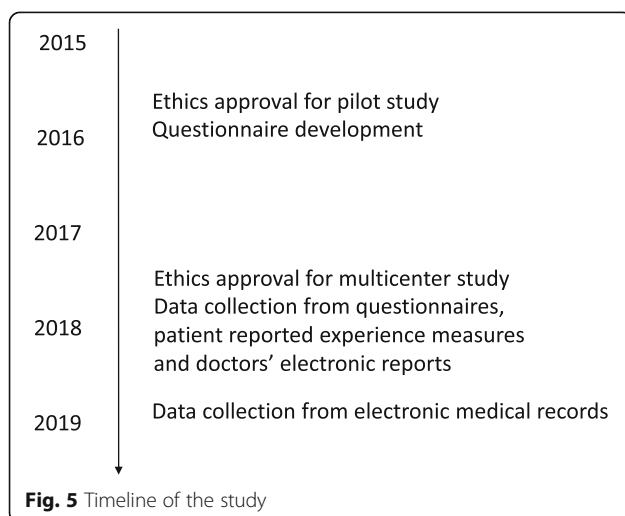 2015
Ethics approval for pilot study
Questionnaire development
2016
2017
Ethics approval for multicenter study
Data collection from questionnaires,
2018
patient reported experience measures
and doctors’ electronic reports
Data collection from electronic medical records
2019
Fig. 5 Timeline of the study